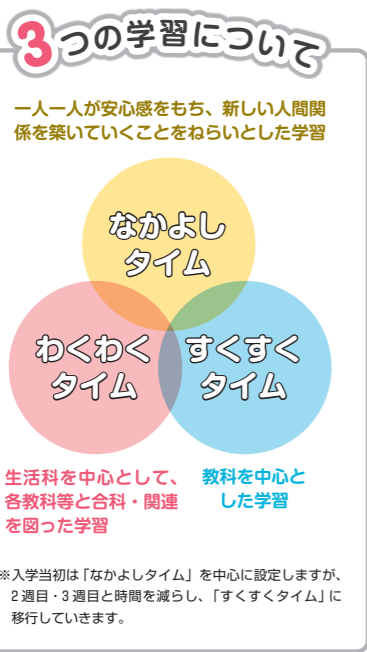 3つの学習について
一人一人が安心感をもち、新しい人間関
係を築いていくことをねらいとした学習
なかよし
タイム
わくわく
タイム
すくすく
タイム
生活科を中心として、
各教科等と合科・関連
を図った学習
教科を中心と
した学習
※入学当初は「なかよしタイム」を中心に設定しますが、
2週目・3週目と時間を減らし、「すくすくタイム」に
移行していきます。